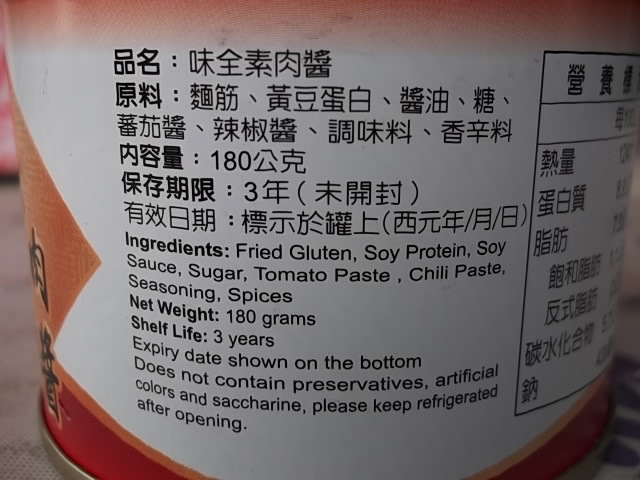 品名：味全素肉醬
原料：麵筋、黃豆蛋白、醬油、糖、
蕃茄醬、辣椒醬、調味料、香辛料
內容量：180公克
保存期限：3年（未開封）
有效日期：標示於罐上(西元年/月/日)
Ingredients: Fried Gluten, Soy Protein, Soy
Sauce, Sugar, Tomato Paste , Chili Paste,
Seasoning, Spices
Net Weight: 180 grams
Shelf Life: 3 years
Expiry date shown on the bottom
Does not contain preservatives, artificial
colors and saccharine, please keep refrigerated
after opening.
營養標
熱量
蛋白質
脂肪
飽和脂肪
反式脂肪
碳水化合物
鈉
肉醬